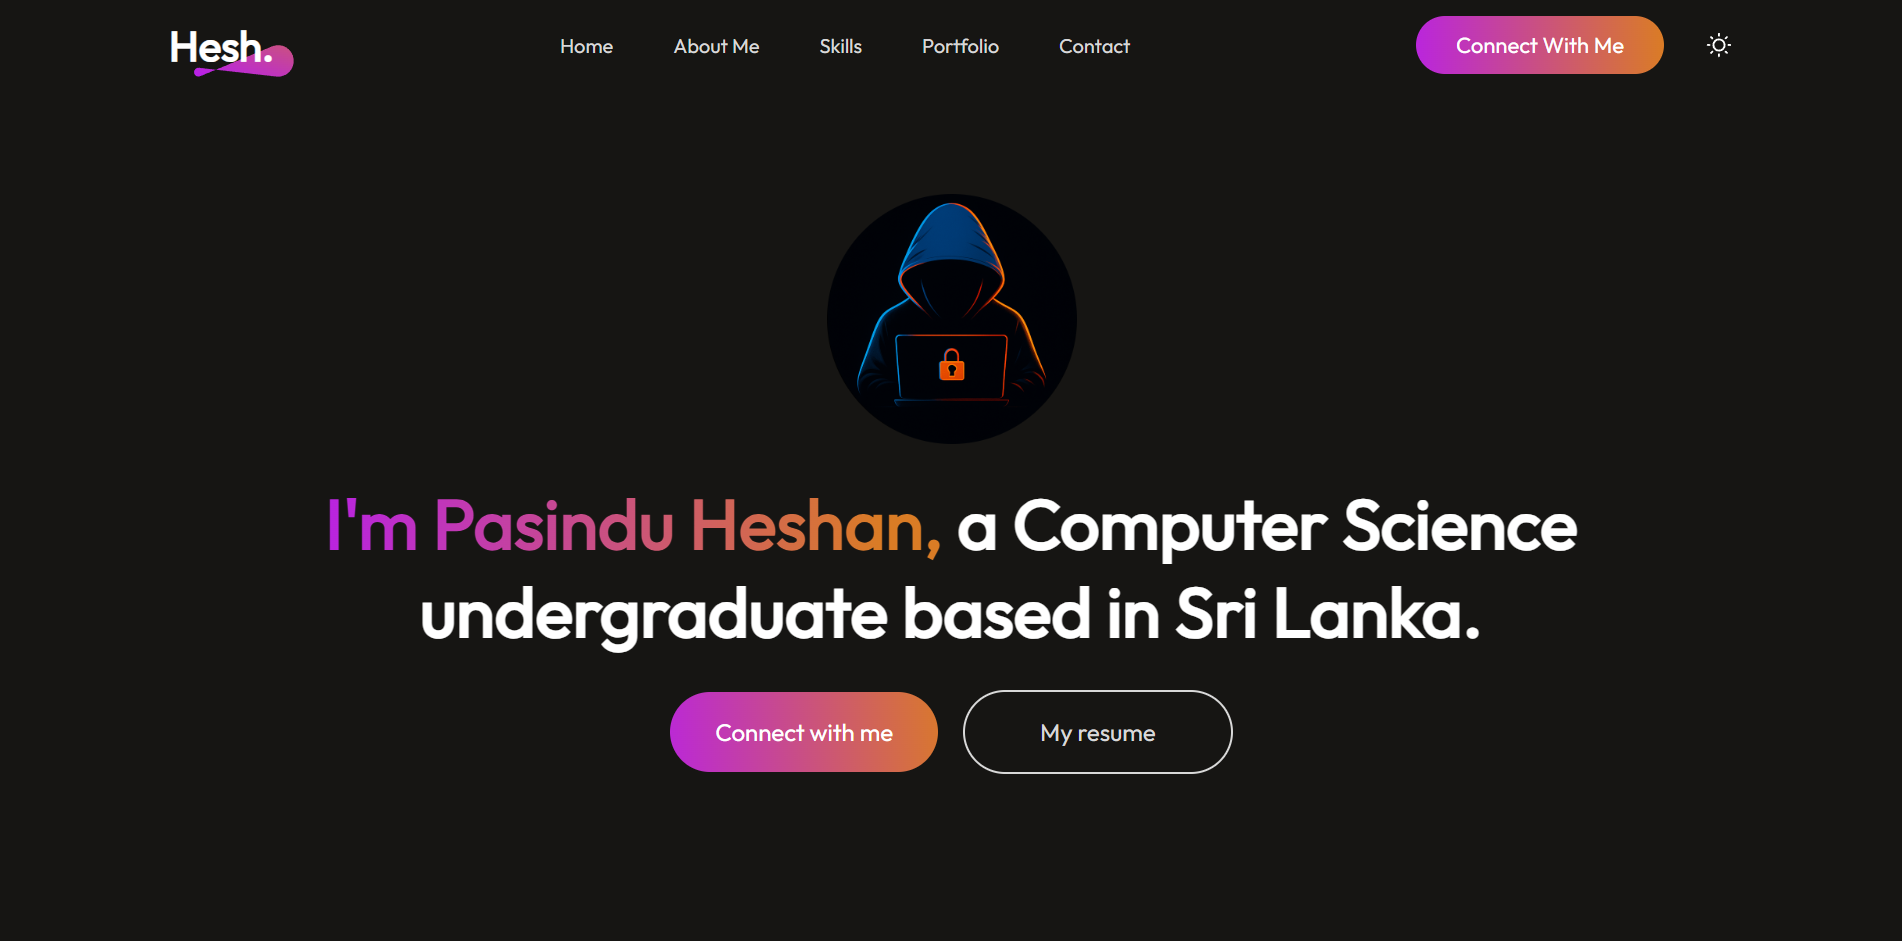 Hesh.
Home
About Me
Skills
Portfolio
Contact
Connect With Me
I'm Pasindu Heshan, a Computer Science
undergraduate based in Sri Lanka.
Connect with me
My resume